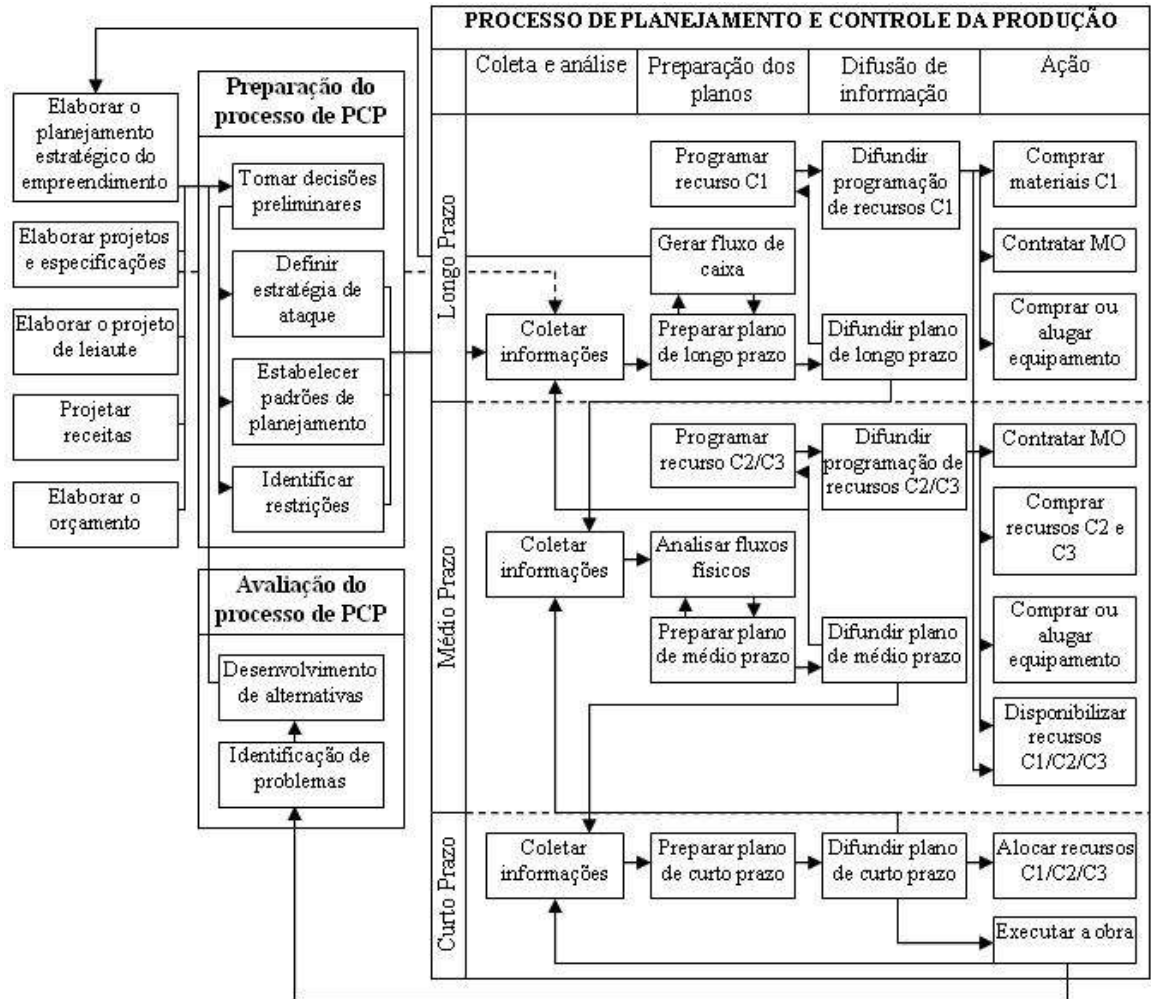 PROCESSO DE PLANEJAMENTO E CONTROLE DA PRODUÇÃO
Coleta e análise
Preparação dos
planos
Difusão de
informação
Ação
Elaborar o
planejamento
estratégico do
empreendimento
Elaborar projetos
e especificações
Elaborar o projeto
de leiaute
Projetar
receitas
Elaborar o
orçamento
Preparação do
processo de PCP
Tomar decisões
preliminares
Definir
estratégia de
ataque
Estabelecer
padrões de
planejamento
Identificar
restrições
Avaliação do
processo de PCP
Desenvolvimento
de alternativas
Identificação de
problemas
Longo Prazo
Programar
recurso C1
Difundir
programação
de recursos C1
Comprar
materiais C1
Gerar fluxo de
caixa
Contratar MO
Coletar
informações
Preparar plano
de longo prazo
Difundir plano
de longo prazo
Comprar ou
alugar
equipamento
Médio Prazo
Programar
recurso C2/C3
Difundir
programação de
recursos C2/C3
Contratar MO
Comprar
recursos C2 e
C3
Coletar
informações
Analisar fluxos
físicos
Preparar plano
de médio prazo
Difundir plano
de médio prazo
Comprar ou
alugar
equipamento
Disponibilizar
recursos
C1/C2/C3
Curto Prazo
Coletar
informações
Preparar plano
de curto prazo
Difundir plano
de curto prazo
Alocar recursos
C1/C2/C3
Executar a obra